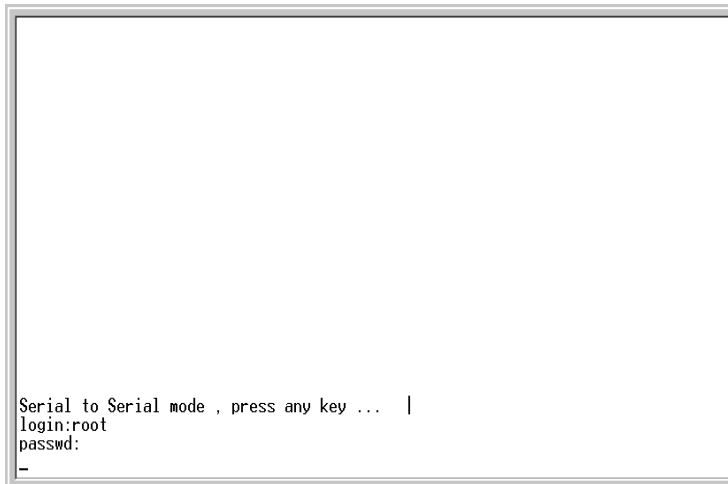 Serial to Serial mode , press any key ... |
login:root
passwd:
_